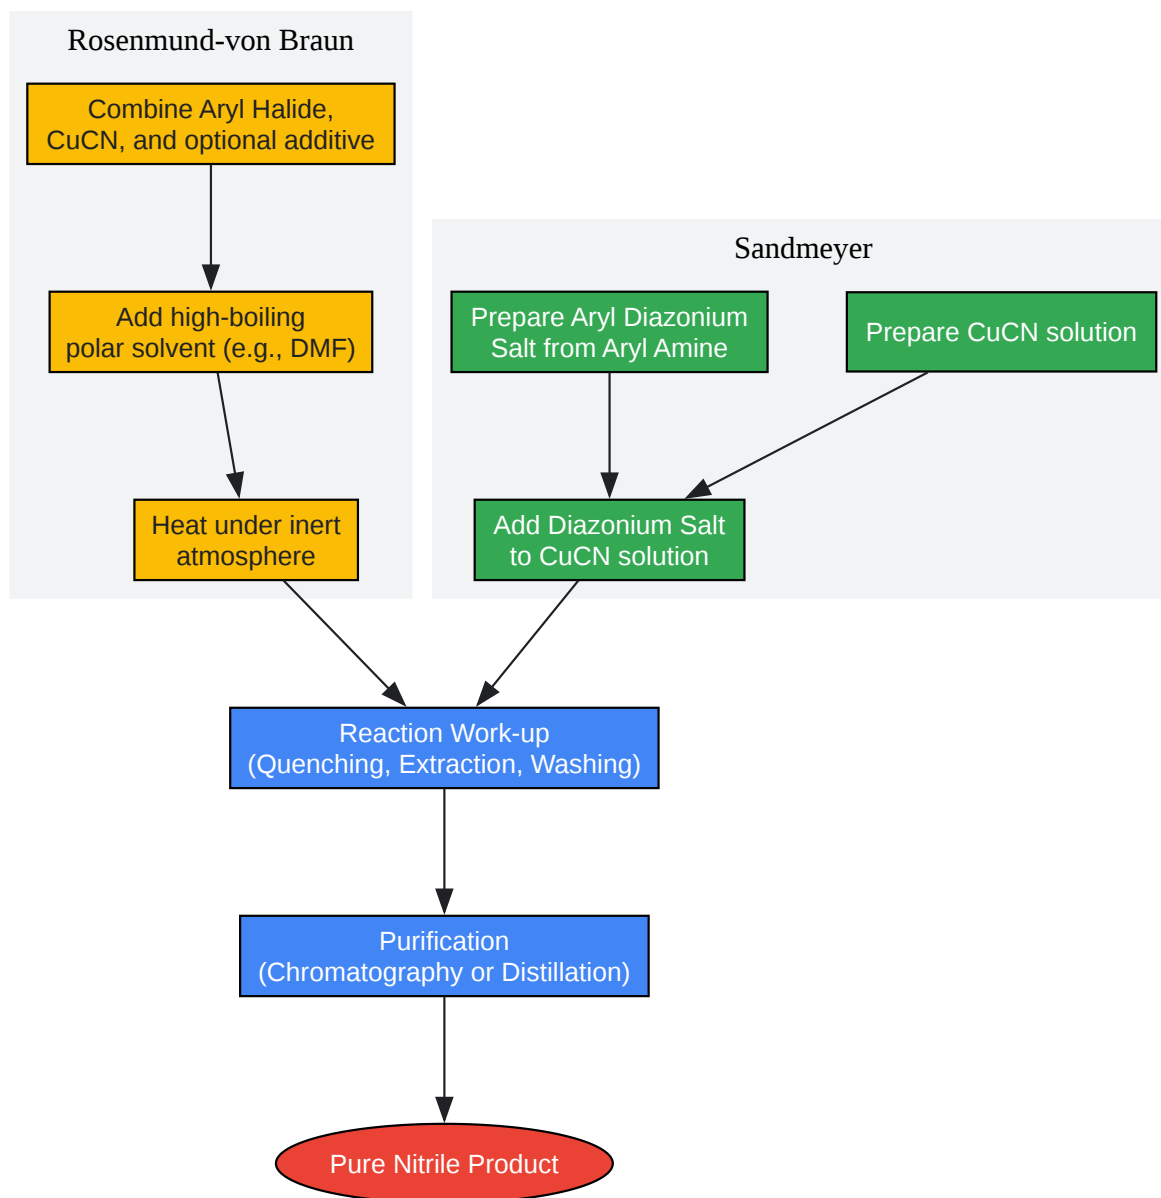 Rosenmund-von Braun
Combine Aryl Halide,
CuCN, and optional additive
Add high-boiling
polar solvent (e.g., DMF)
Heat under inert
atmosphere
Sandmeyer
Prepare Aryl Diazonium
Salt from Aryl Amine
Prepare CuCN solution
Add Diazonium Salt
to CuCN solution
Reaction Work-up
(Quenching, Extraction, Washing)
Purification
(Chromatography or Distillation)
Pure Nitrile Product